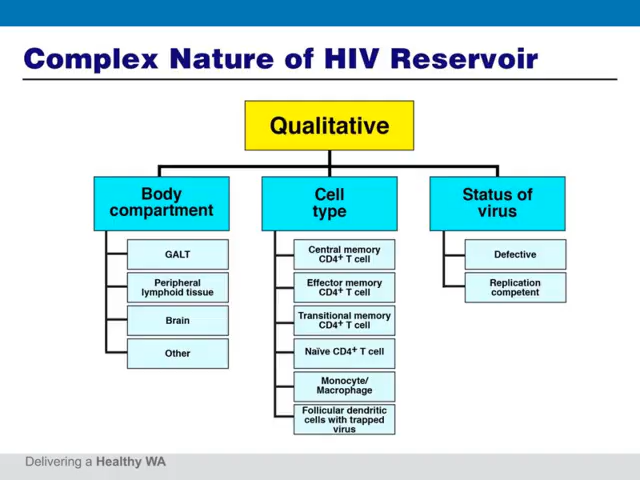 Complex Nature of HIV Reservoir
Qualitative
Body
compartment
GALT
Peripheral
lymphoid tissue
Brain
Other
Cell
type
Central memory
CD4+ T cell
Effector memory
CD4+ T cell
Transitional memory
CD4+ T cell
Naïve CD4+ T cell
Monocyte/
Macrophage
Follicular dendritic
cells with trapped
virus
Status of
virus
Defective
Replication
competent
Delivering a Healthy WA